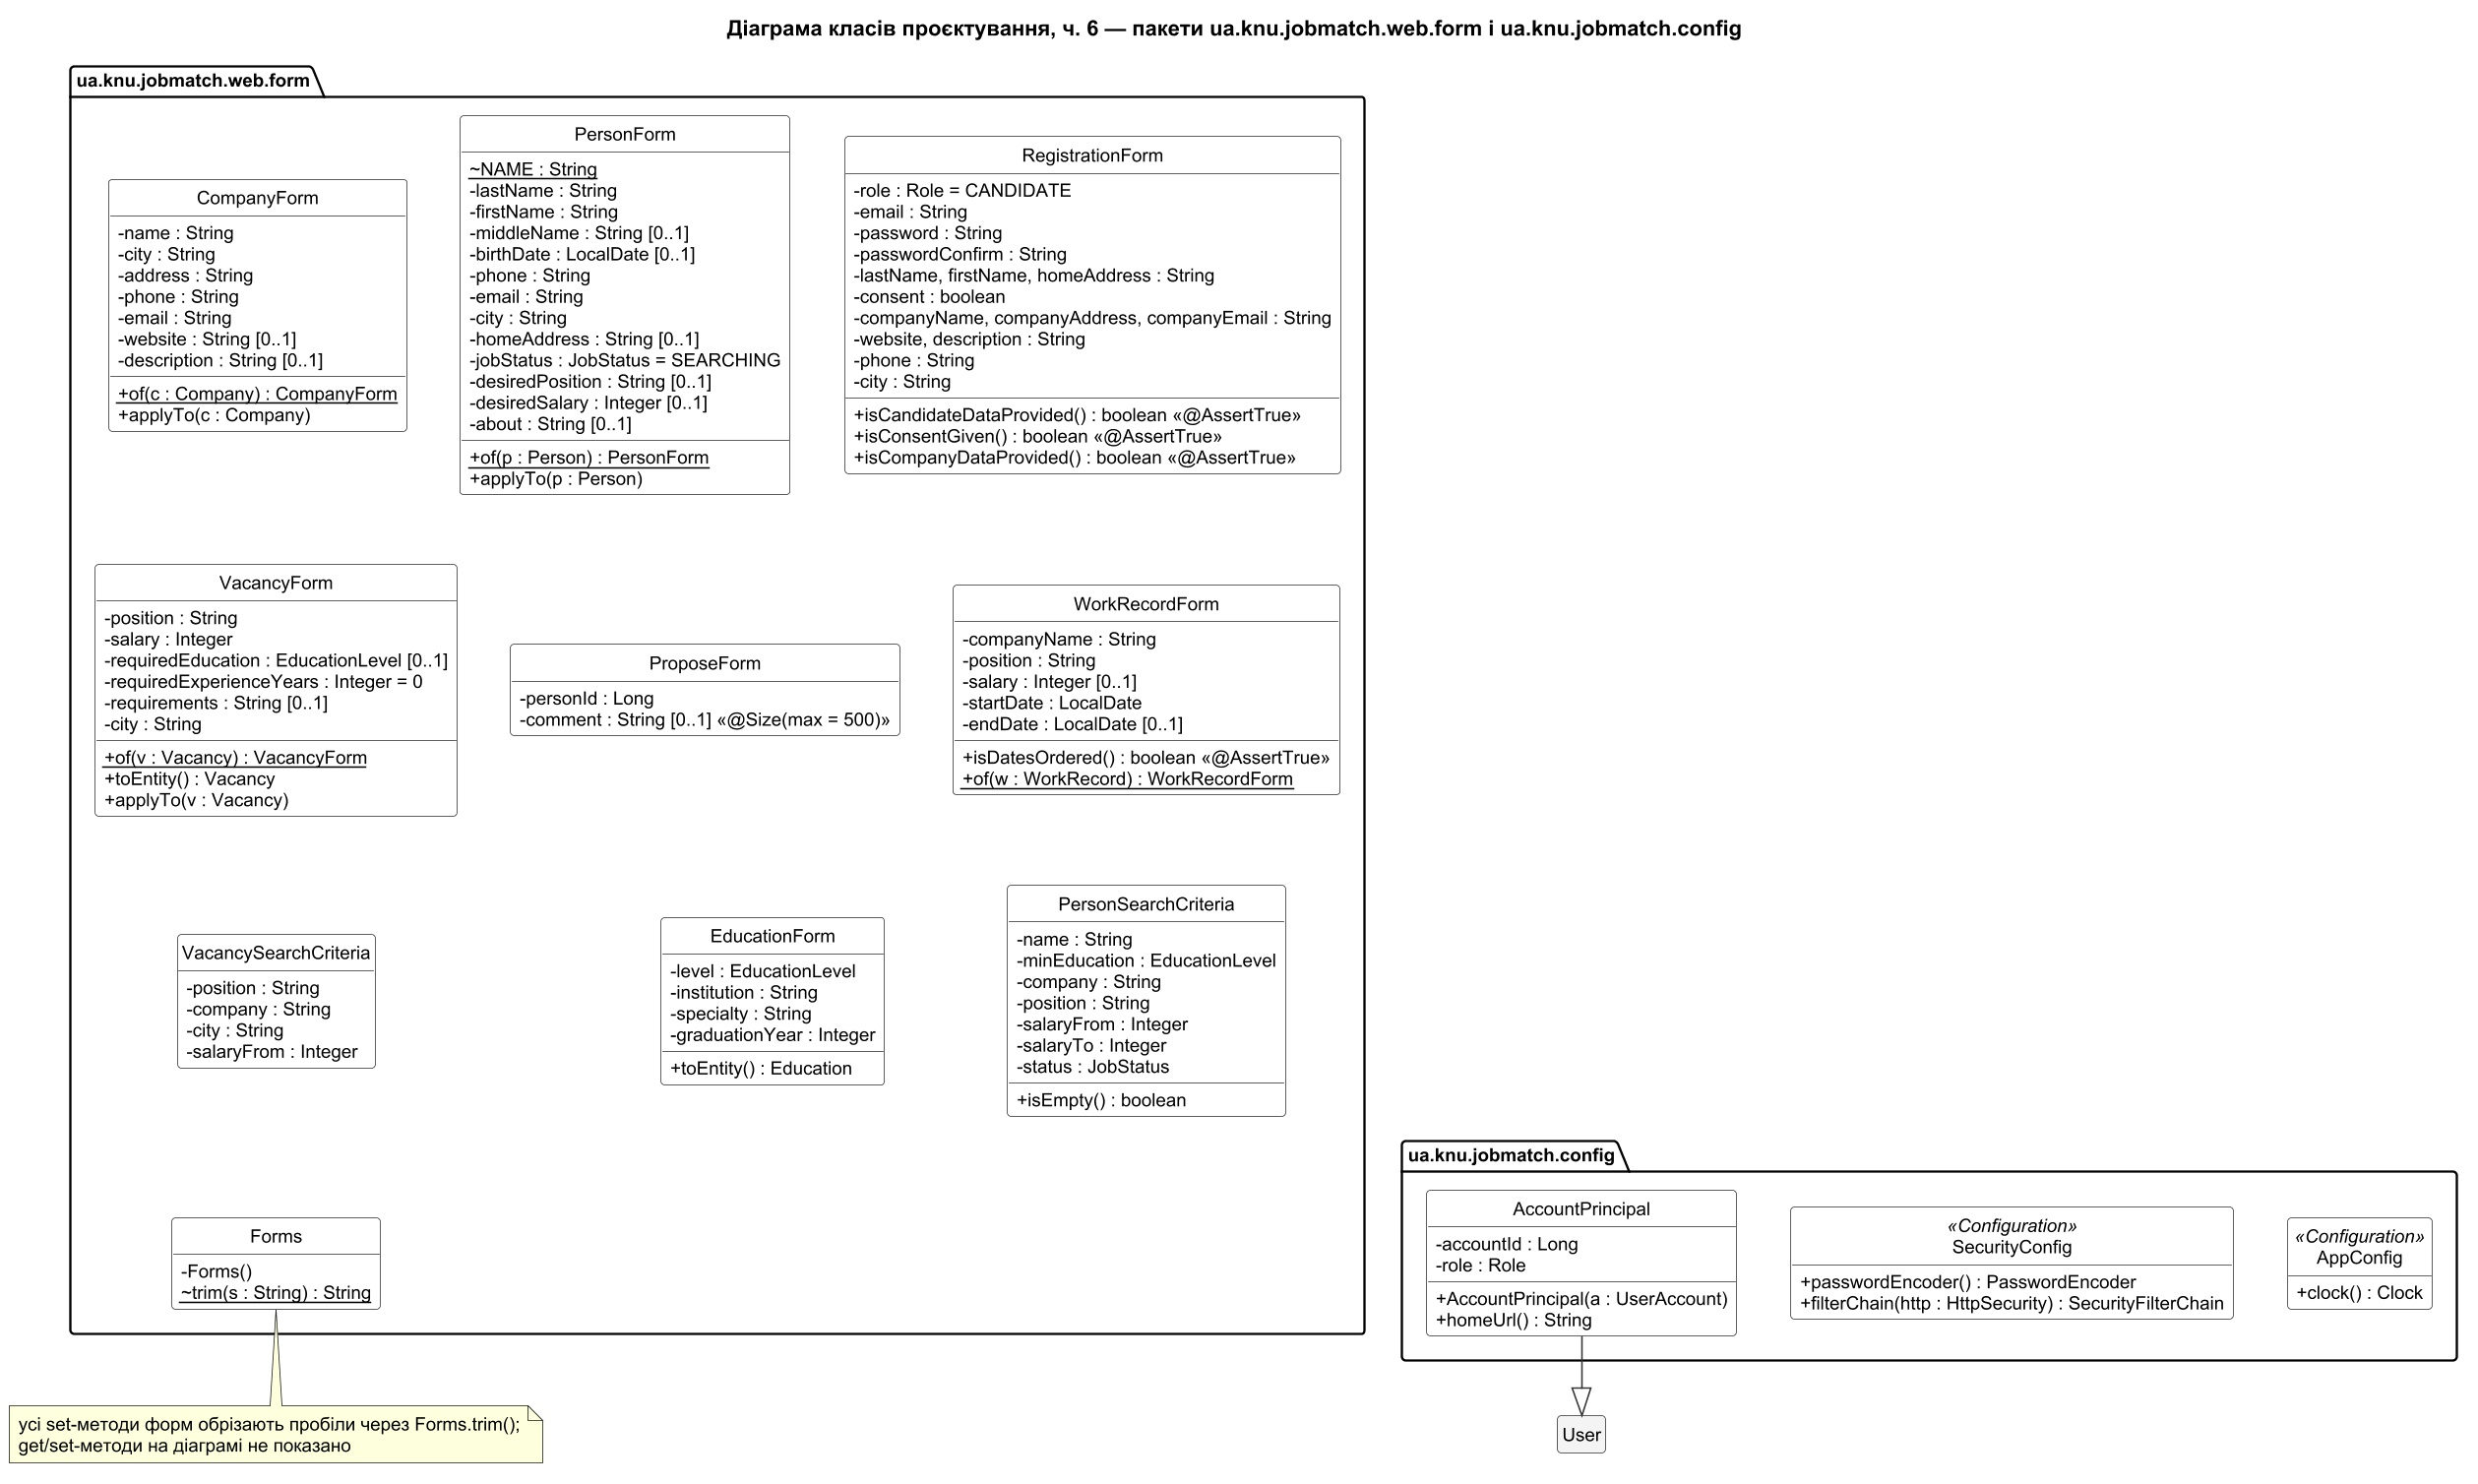 Діаграма класів проєктування, ч. 6 — пакети ua.knu.jobmatch.web.form і ua.knu.jobmatch.config
ua.knu.jobmatch.web.form
CompanyForm
-name : String
-city : String
-address : String
-phone : String
-email : String
-website : String [0..1]
-description : String [0..1]
+of(c : Company) : CompanyForm
+applyTo(c : Company)
PersonForm
~NAME : String
-lastName : String
-firstName : String
-middleName : String [0..1]
-birthDate : LocalDate [0..1]
-phone : String
-email : String
-city : String
-homeAddress : String [0..1]
-jobStatus : JobStatus = SEARCHING
-desiredPosition : String [0..1]
-desiredSalary : Integer [0..1]
-about : String [0..1]
+of(p : Person) : PersonForm
+applyTo(p : Person)
RegistrationForm
-role : Role = CANDIDATE
-email : String
-password : String
-passwordConfirm : String
-lastName, firstName, homeAddress : String
-consent : boolean
-companyName, companyAddress, companyEmail : String
-website, description : String
-phone : String
-city : String
+isCandidateDataProvided() : boolean «@AssertTrue»
+isConsentGiven() : boolean «@AssertTrue»
+isCompanyDataProvided() : boolean «@AssertTrue»
VacancyForm
-position : String
-salary : Integer
-requiredEducation : EducationLevel [0..1]
-requiredExperienceYears : Integer = 0
-requirements : String [0..1]
-city : String
+of(v : Vacancy) : VacancyForm
+toEntity() : Vacancy
+applyTo(v : Vacancy)
ProposeForm
-personId : Long
-comment : String [0..1] «@Size(max = 500)»
WorkRecordForm
-companyName : String
-position : String
-salary : Integer [0..1]
-startDate : LocalDate
-endDate : LocalDate [0..1]
+isDatesOrdered() : boolean «@AssertTrue»
+of(w : WorkRecord) : WorkRecordForm
VacancySearchCriteria
-position : String
-company : String
-city : String
-salaryFrom : Integer
EducationForm
-level : EducationLevel
-institution : String
-specialty : String
-graduationYear : Integer
+toEntity() : Education
PersonSearchCriteria
-name : String
-minEducation : EducationLevel
-company : String
-position : String
-salaryFrom : Integer
-salaryTo : Integer
-status : JobStatus
+isEmpty() : boolean
Forms
-Forms()
~trim(s : String) : String
усі set-методи форм обрізають пробіли через Forms.trim();
get/set-методи на діаграмі не показано
ua.knu.jobmatch.config
AccountPrincipal
-accountId : Long
-role : Role
+AccountPrincipal(a : UserAccount)
+homeUrl() : String
«Configuration»
SecurityConfig
+passwordEncoder() : PasswordEncoder
+filterChain(http : HttpSecurity) : SecurityFilterChain
«Configuration»
AppConfig
+clock() : Clock
User